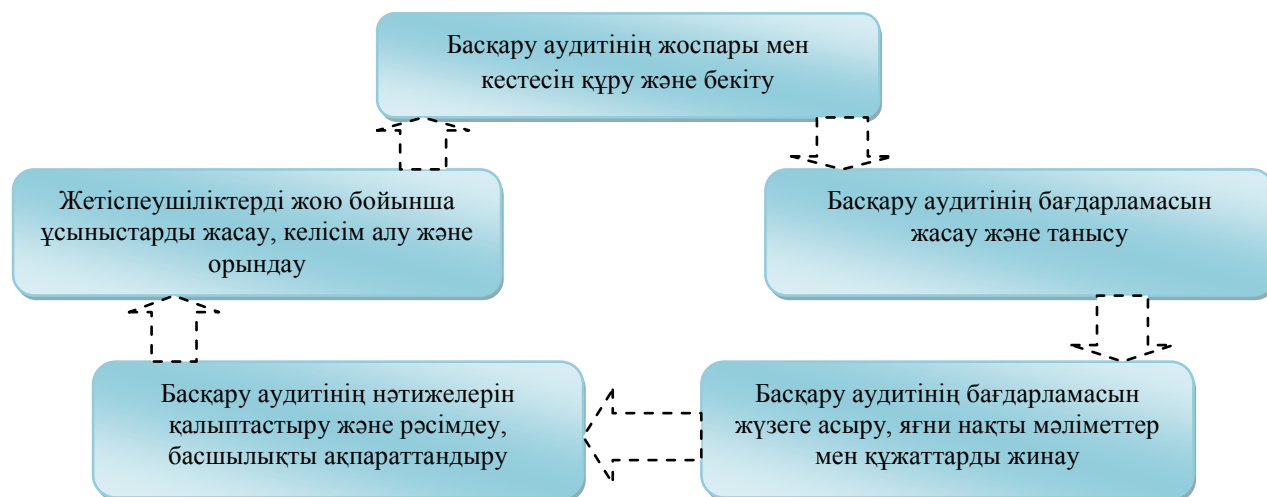 Басқару аудитінің жоспары мен
кестесін құру және бекіту
Басқару аудитінің бағдарламасын
жасау және танысу
Басқару аудитінің бағдарламасын
жүзеге асыру, яғни нақты мәліметтер
мен құжаттарды жинау
Басқару аудитінің нәтижелерін
қалыптастыру және рәсімдеу,
басшылықты ақпараттандыру
Жетіспеушіліктерді жою бойынша
ұсыныстарды жасау, келісім алу және
орындау